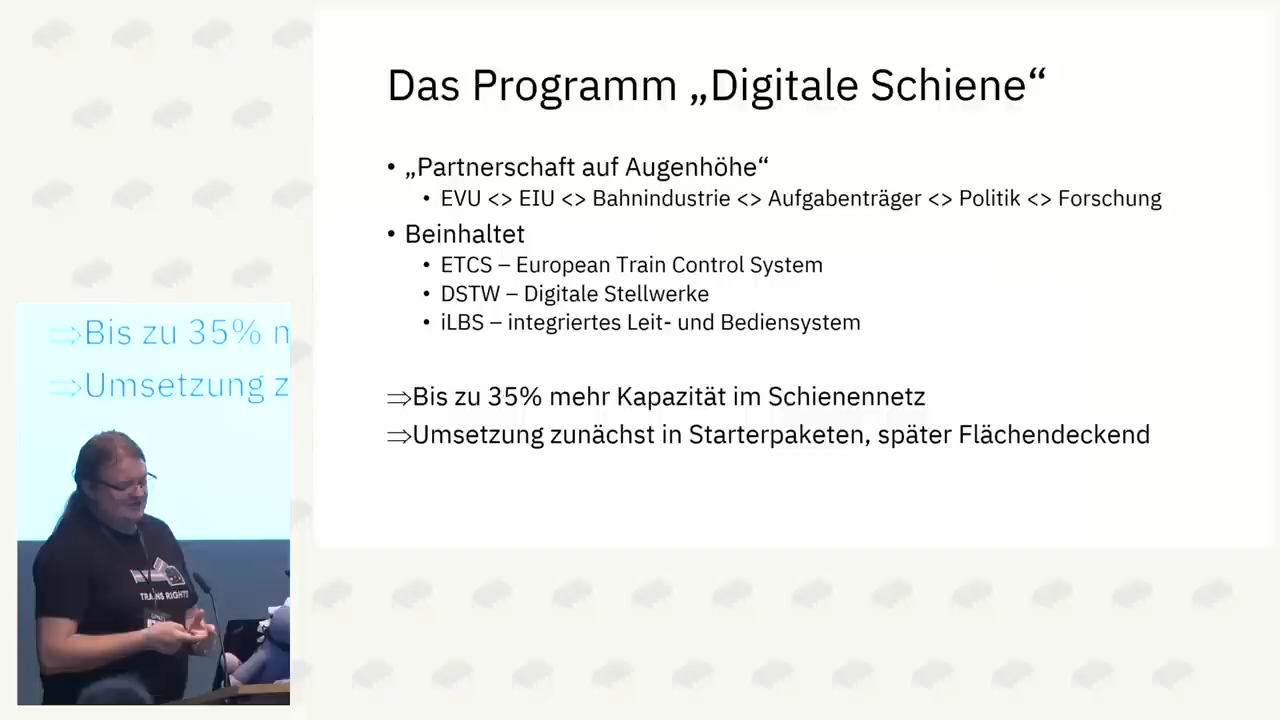 Das Programm „Digitale Schiene“
• „Partnerschaft auf Augenhöhe“
• EVU <> EIU <> Bahnindustrie <> Aufgabenträger <> Politik <> Forschung
• Beinhaltet
• ETCS – European Train Control System
• DSTW – Digitale Stellwerke
• iLBS – integriertes Leit- und Bediensystem
⇒Bis zu 35% mehr Kapazität im Schienennetz
⇒Umsetzung zunächst in Starterpaketen, später Flächendeckend
⇒Bis zu 35% m
⇒Umsetzung z
TRAINS RIGHTS